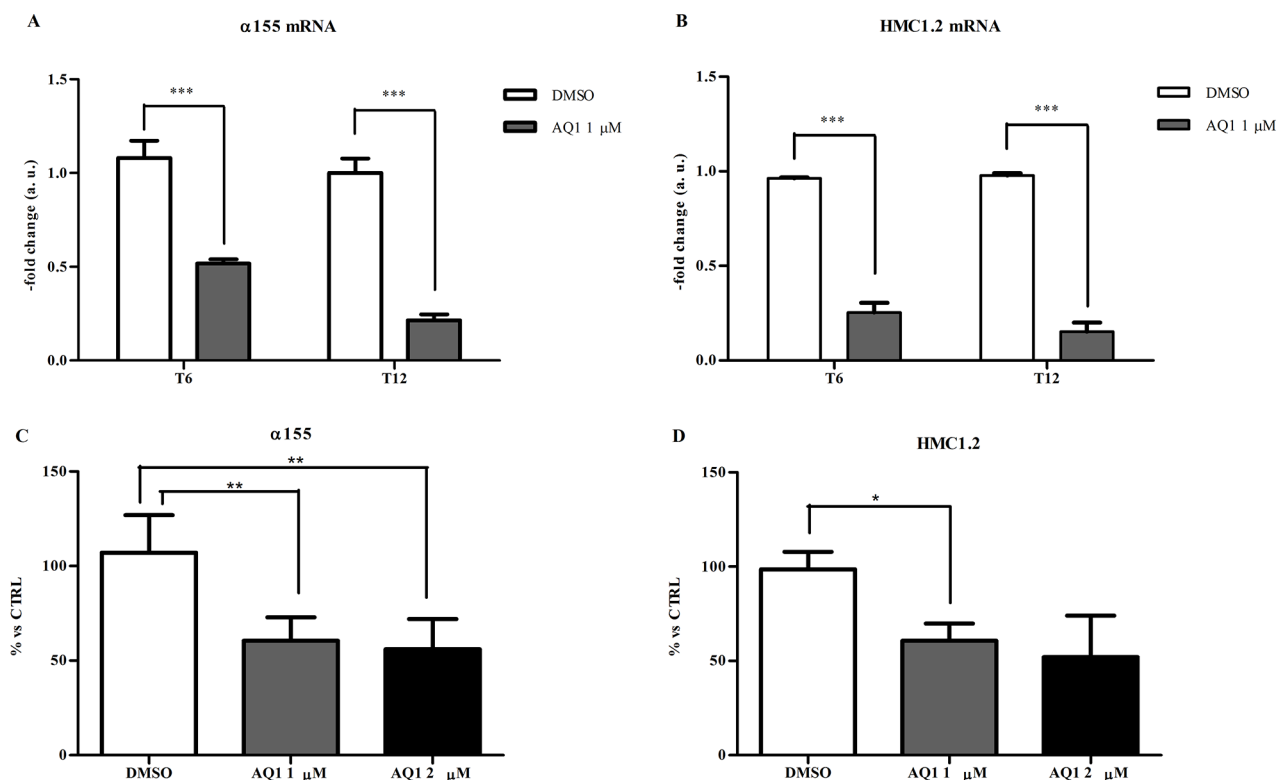 A
α155 mRNA
-fold change (a. u.)
1.5
1.0
0.5
0.0
***
***
DMSO
AQ1 1 μM
T6
T12
B
HMC1.2 mRNA
-fold change (a. u.)
1.5
1.0
0.5
0.0
***
***
DMSO
AQ1 1 μM
T6
T12
C
α155
% vs CTRL
150
100
50
0
**
**
DMSO
AQ1 1 μM
AQ1 2 μM
D
HMC1.2
% vs CTRL
150
100
50
0
*
DMSO
AQ1 1 μM
AQ1 2 μM